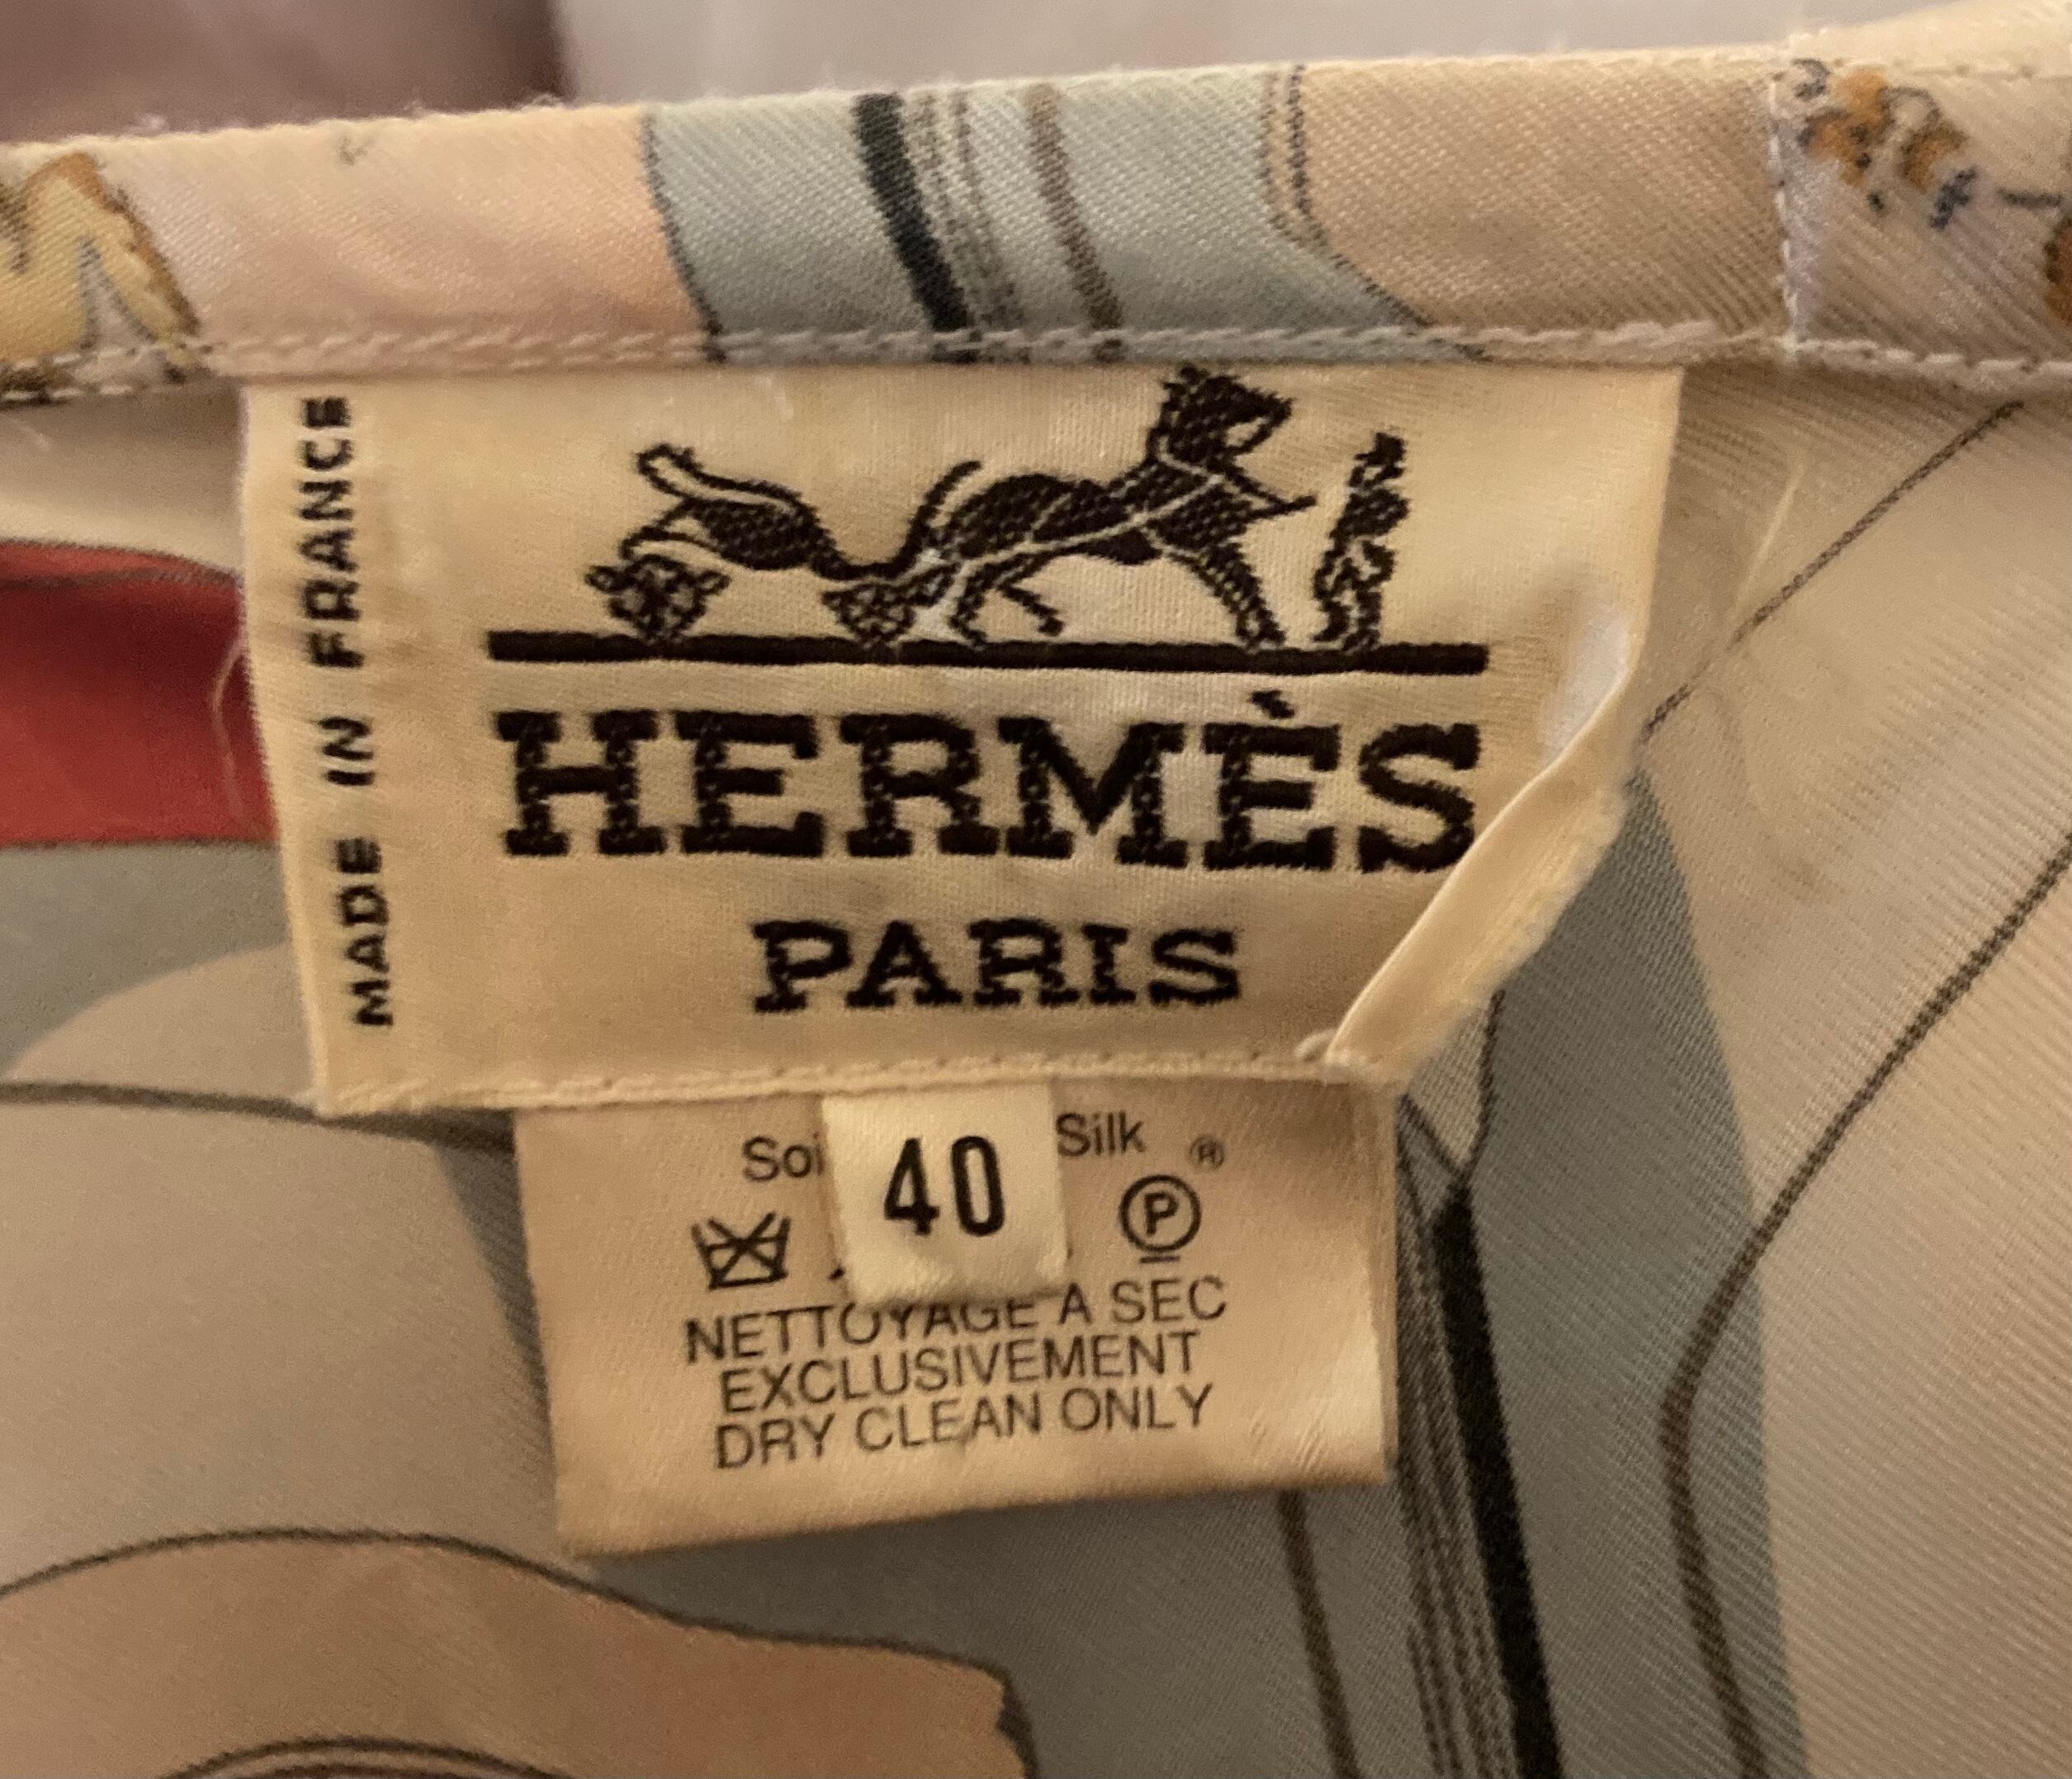 MADE IN FRANCE
HERMÈS
PARIS
40
Silk ®
P
NETTOYAGE A SEC
EXCLUSIVEMENT
DRY CLEAN ONLY